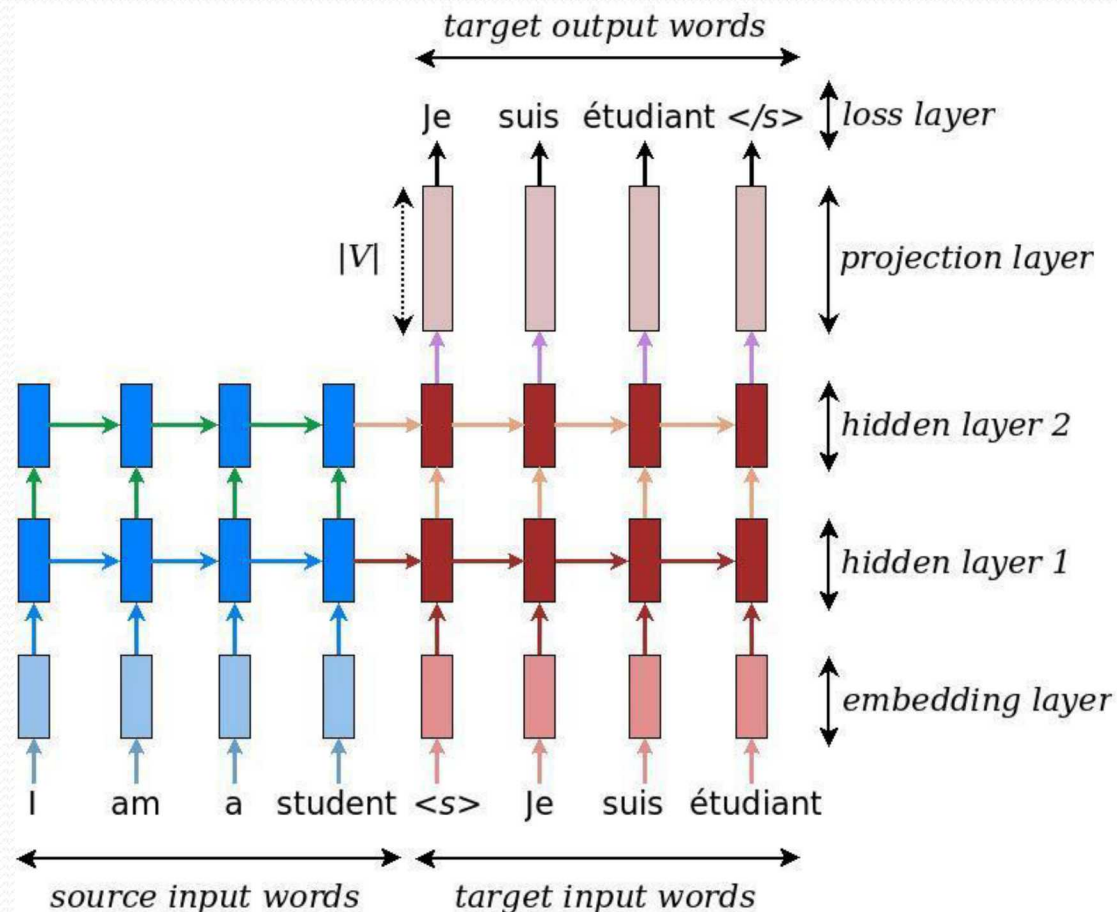 target output words
Je suis étudiant </s> loss layer
|V| projection layer
hidden layer 2
hidden layer 1
embedding layer
I am a student <s> Je suis étudiant
source input words target input words